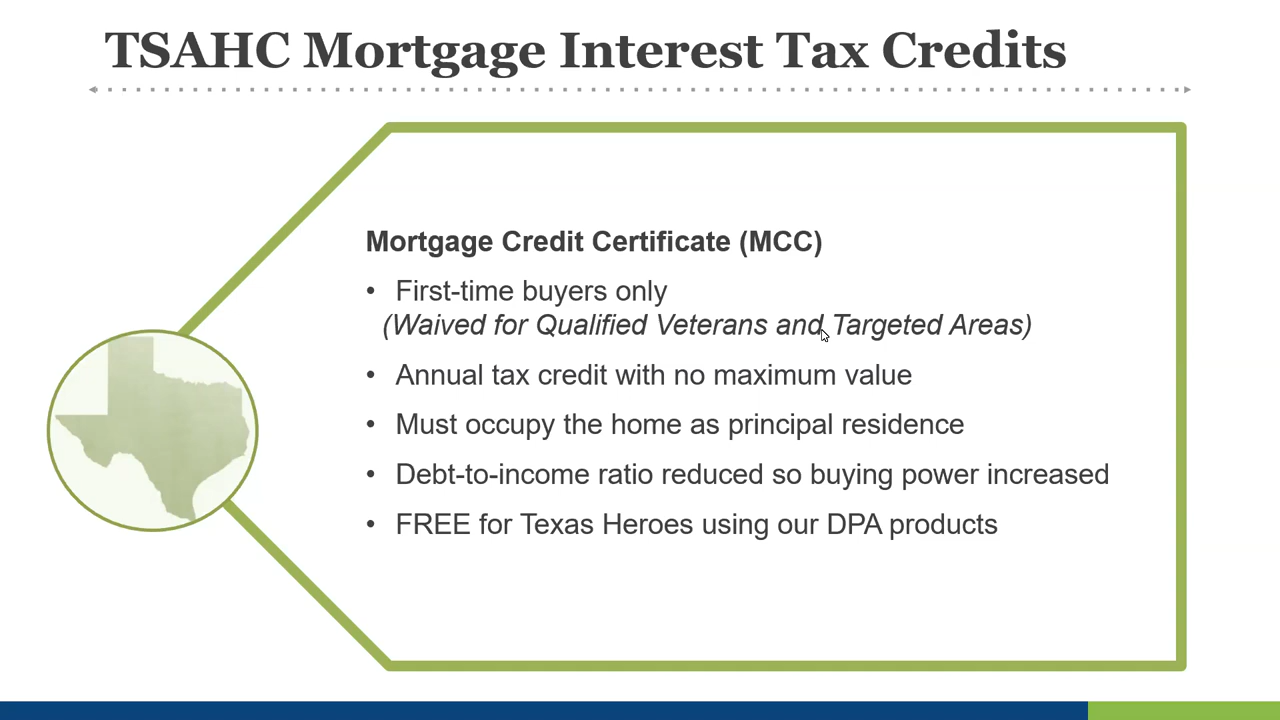 TSAHC Mortgage Interest Tax Credits
Mortgage Credit Certificate (MCC)
• First-time buyers only
(Waived for Qualified Veterans and Targeted Areas)
• Annual tax credit with no maximum value
• Must occupy the home as principal residence
• Debt-to-income ratio reduced so buying power increased
• FREE for Texas Heroes using our DPA products